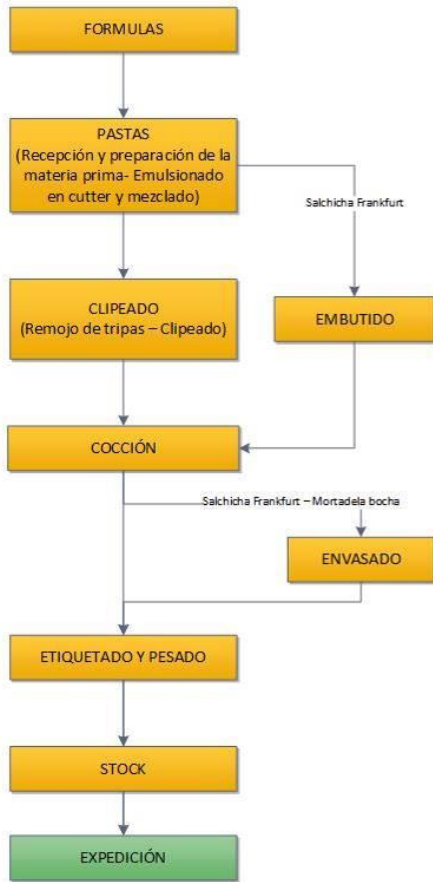 FORMULAS
PASTAS
(Recepción y preparación de la
materia prima- Emulsionado
en cutter y mezclado)
Salchicha Frankfurt
CLIPEADO
(Remojo de tripas – Clipeado)
EMBUTIDO
COCCIÓN
Salchicha Frankfurt – Mortadela bocha
ENVASADO
ETIQUETADO Y PESADO
STOCK
EXPEDICIÓN